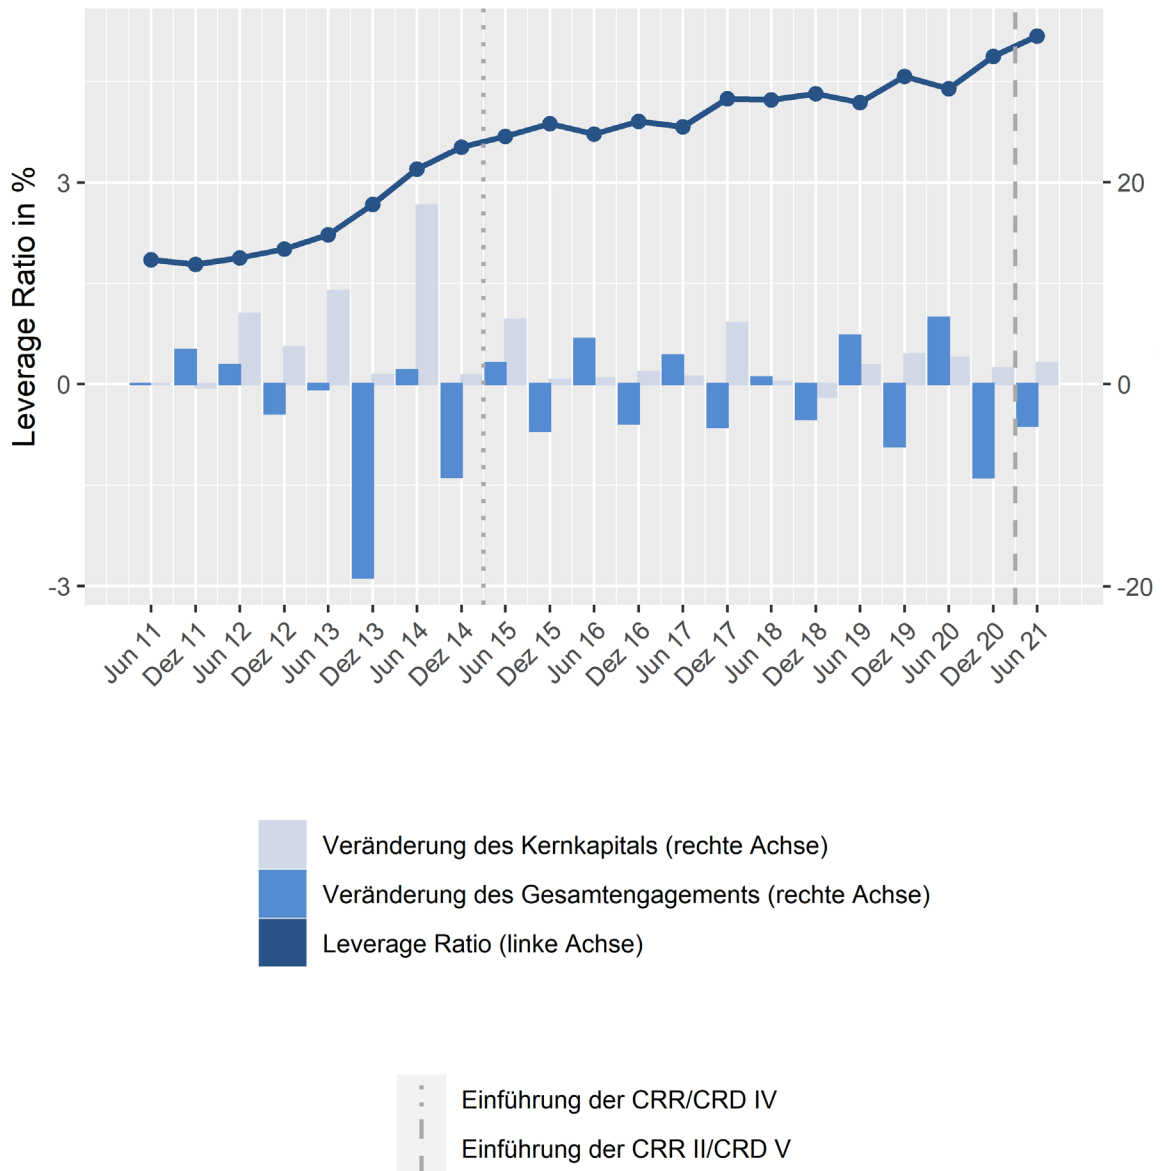 Leverage Ratio in %
3
0
-3
20
0
-20
Jun 11
Dez 11
Jun 12
Dez 12
Jun 13
Dez 13
Jun 14
Dez 14
Jun 15
Dez 15
Jun 16
Dez 16
Jun 17
Dez 17
Jun 18
Dez 18
Jun 19
Dez 19
Jun 20
Dez 20
Jun 21
Veränderung des Kernkapitals (rechte Achse)
Veränderung des Gesamtengagements (rechte Achse)
Leverage Ratio (linke Achse)
Einführung der CRR/CRD IV
Einführung der CRR II/CRD V